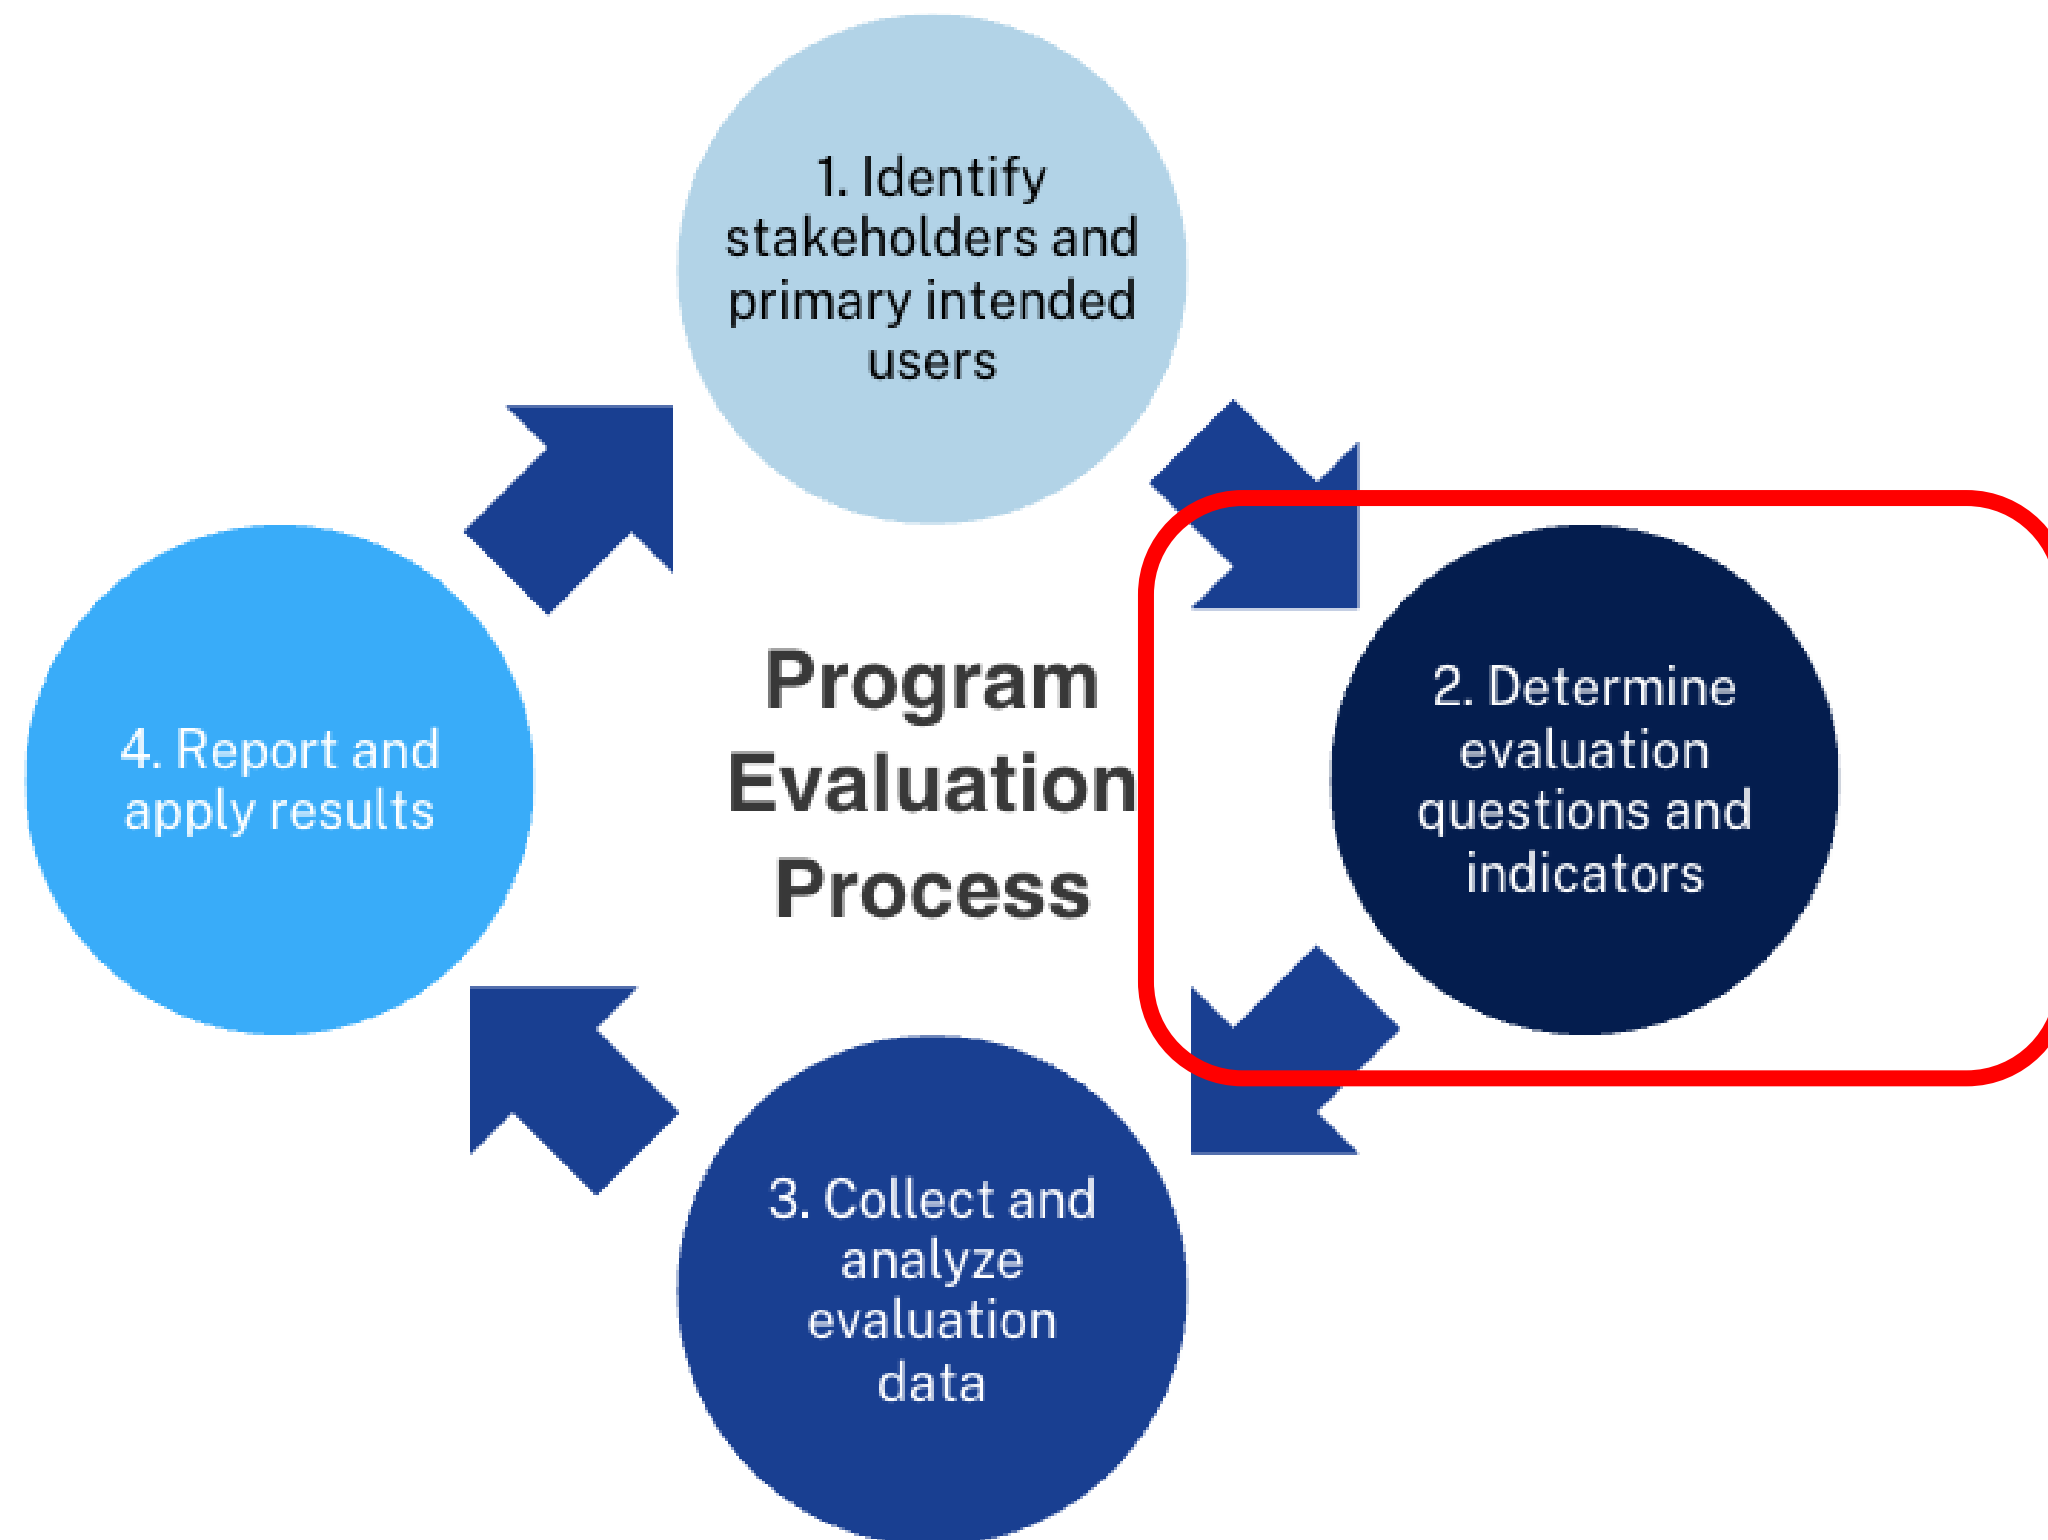 1. Identify
stakeholders and
primary intended
users
2. Determine
evaluation
questions and
indicators
3. Collect and
analyze
evaluation
data
4. Report and
apply results
Program
Evaluation
Process